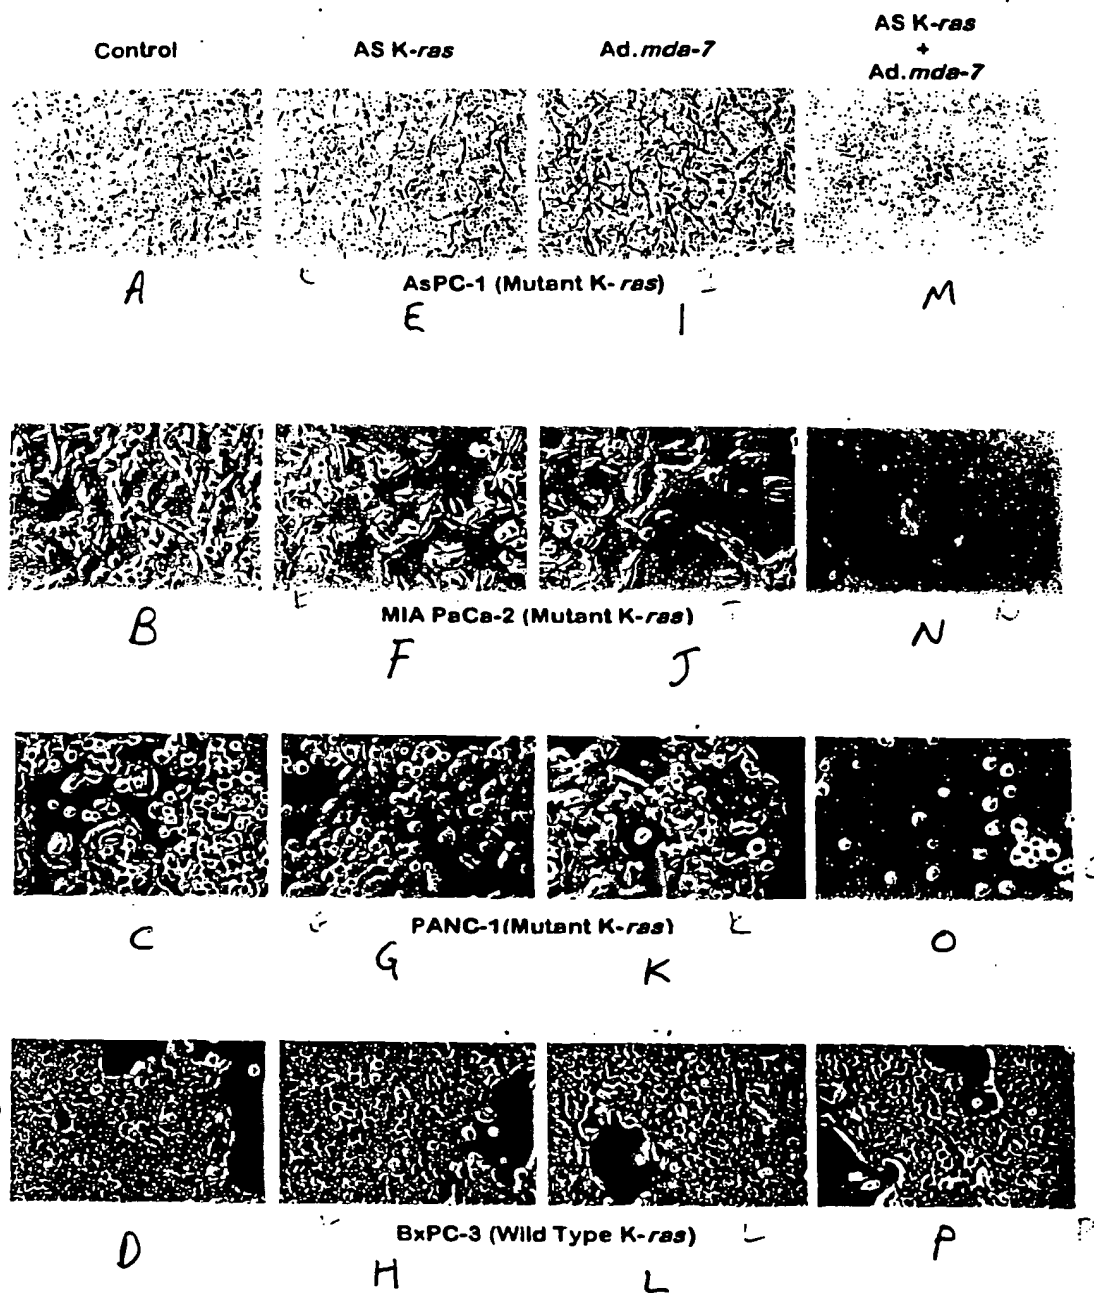 Control AS K-ras Ad.mda-7 AS K-ras
+
Ad.mda-7
A AsPC-1 (Mutant K-ras) M
E I
B MIA PaCa-2 (Mutant K-ras) N
F J
C PANC-1(Mutant K-ras) O
G K
D BxPC-3 (Wild Type K-ras) P
H L